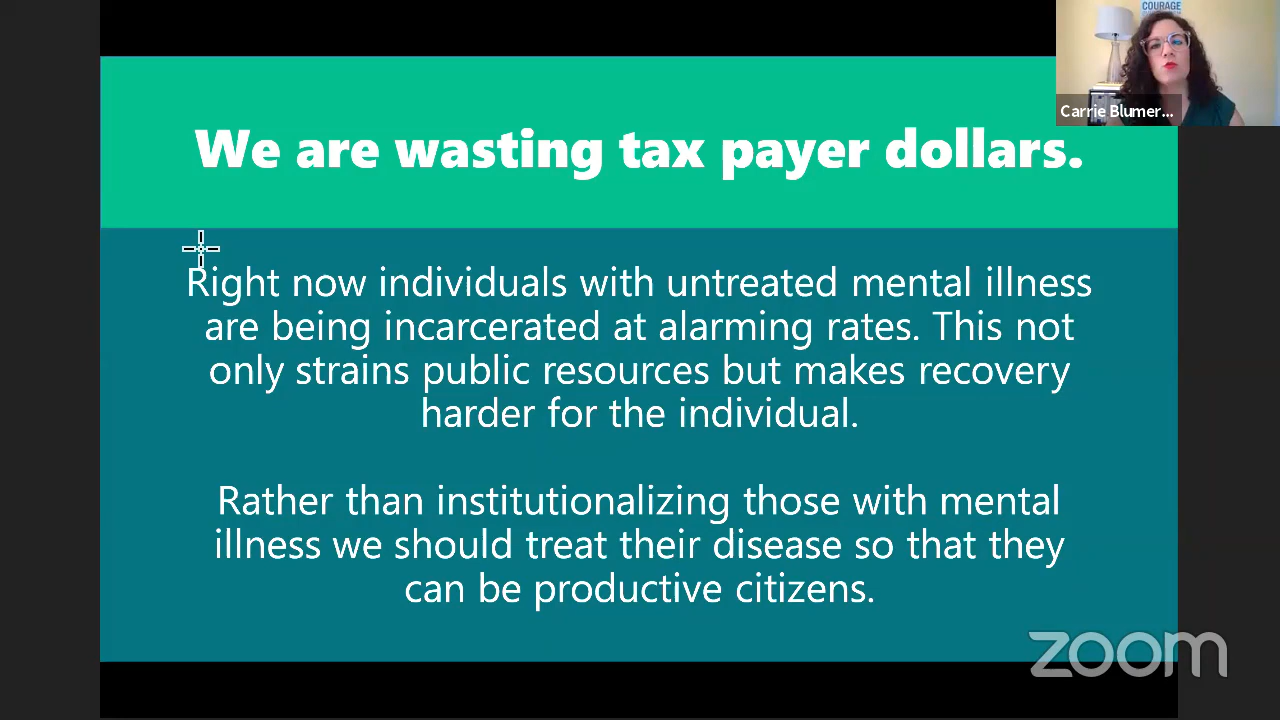 COURAGE
Carrie Blumer...
We are wasting tax payer dollars.
Right now individuals with untreated mental illness
are being incarcerated at alarming rates. This not
only strains public resources but makes recovery
harder for the individual.
Rather than institutionalizing those with mental
illness we should treat their disease so that they
can be productive citizens.
zoom